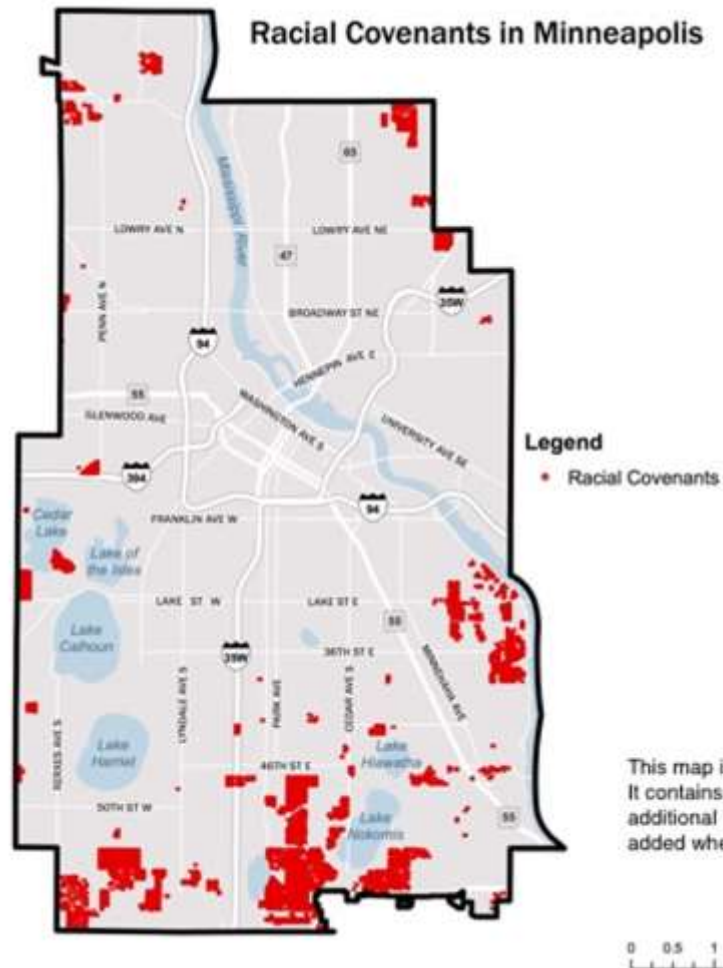 Racial Covenants in Minneapolis
65
Mississippi River
LOWRY AVE N
LOWRY AVE NE
47
PENN AVE N
BROADWAY ST NE
35W
94
HENNEPIN AVE E
55
WASHINGTON AVE S
GLENWOOD AVE
UNIVERSITY AVE SE
Legend
Racial Covenants
394
Cedar
Lake
FRANKLIN AVE W
94
Lake of
the Isles
LAKE ST W
LAKE ST E
55
Lake
Calhoun
36TH ST E
35W
MINNEHAHA AVE
LYNDALE AVE S
PARK AVE
CEDAR AVE S
XERXES AVE S
Lake
Harriet
Lake
Hiawatha
46TH ST E
50TH ST W
Lake
Nokomis
55
This map i
It contains
additional
added whe
0 0.5 1